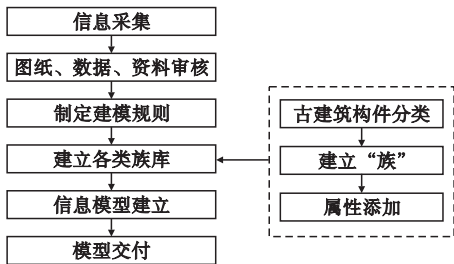 信息采集
图纸、数据、资料审核
制定建模规则
建立各类族库
信息模型建立
模型交付
古建筑构件分类
建立“族”
属性添加